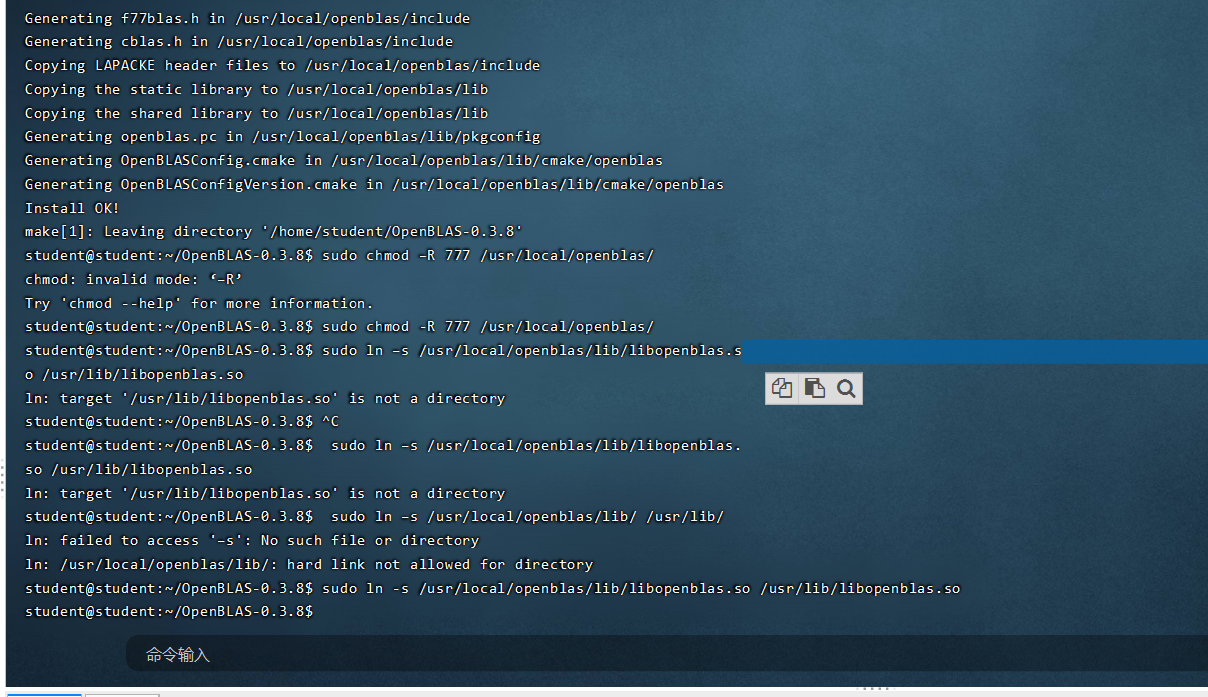 Generating f77blas.h in /usr/local/openblas/include
Generating cblas.h in /usr/local/openblas/include
Copying LAPACKE header files to /usr/local/openblas/include
Copying the static library to /usr/local/openblas/lib
Copying the shared library to /usr/local/openblas/lib
Generating openblas.pc in /usr/local/openblas/lib/pkgconfig
Generating OpenBLASConfig.cmake in /usr/local/openblas/lib/cmake/openblas
Generating OpenBLASConfigVersion.cmake in /usr/local/openblas/lib/cmake/openblas
Install OK!
make[1]: Leaving directory '/home/student/OpenBLAS-0.3.8'
student@student:~/OpenBLAS-0.3.8$ sudo chmod –R 777 /usr/local/openblas/
chmod: invalid mode: ‘–R’
Try 'chmod --help' for more information.
student@student:~/OpenBLAS-0.3.8$ sudo chmod -R 777 /usr/local/openblas/
student@student:~/OpenBLAS-0.3.8$ sudo ln –s /usr/local/openblas/lib/libopenblas.s
o /usr/lib/libopenblas.so
ln: target '/usr/lib/libopenblas.so' is not a directory
student@student:~/OpenBLAS-0.3.8$ ^C
student@student:~/OpenBLAS-0.3.8$  sudo ln –s /usr/local/openblas/lib/libopenblas.
so /usr/lib/libopenblas.so
ln: target '/usr/lib/libopenblas.so' is not a directory
student@student:~/OpenBLAS-0.3.8$  sudo ln –s /usr/local/openblas/lib/ /usr/lib/
ln: failed to access '–s': No such file or directory
ln: /usr/local/openblas/lib/: hard link not allowed for directory
student@student:~/OpenBLAS-0.3.8$ sudo ln -s /usr/local/openblas/lib/libopenblas.so /usr/lib/libopenblas.so
student@student:~/OpenBLAS-0.3.8$
命令输入